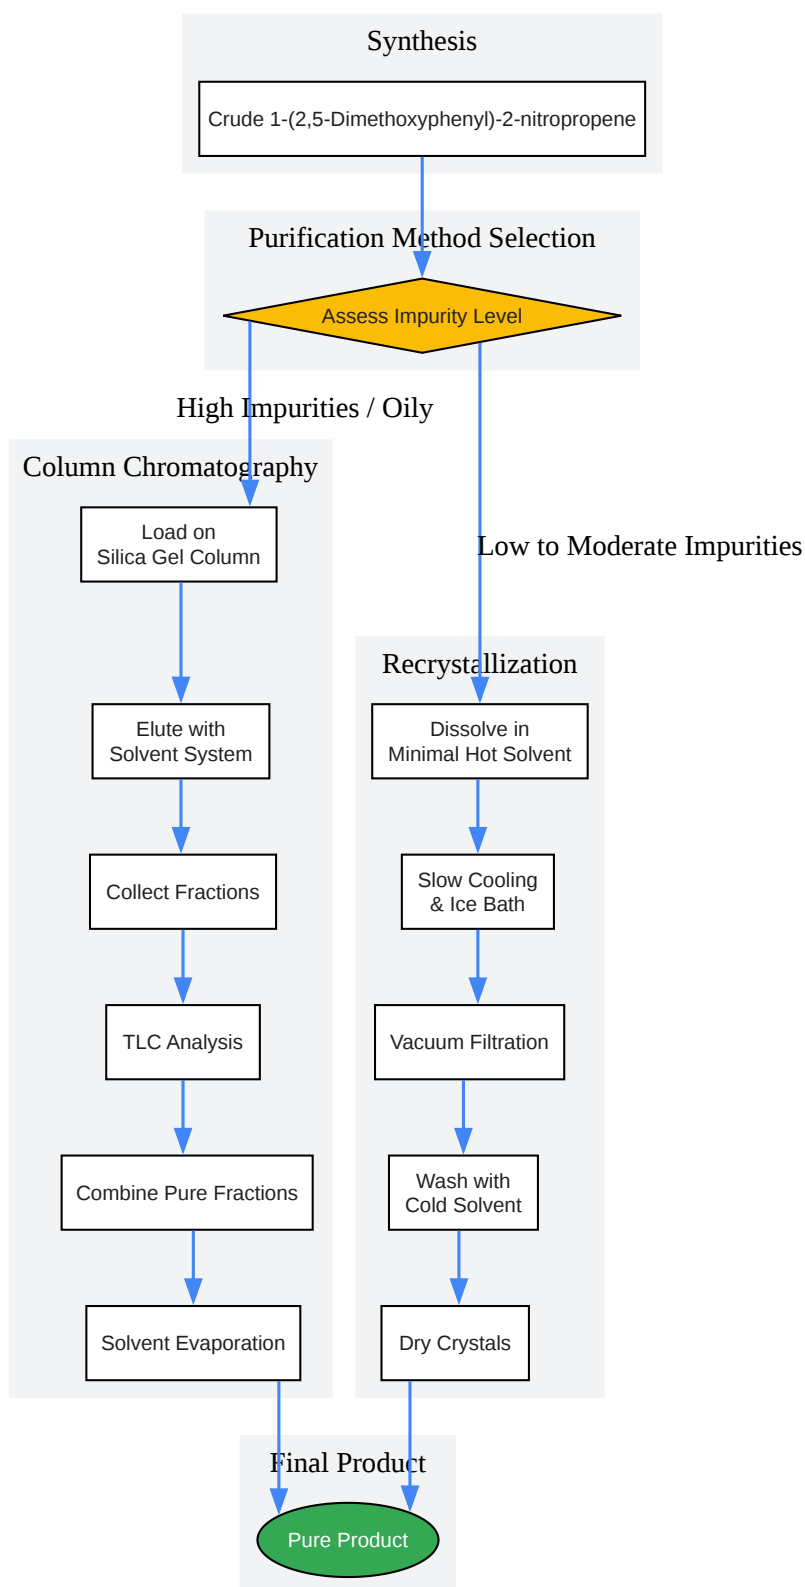 Synthesis
Crude 1-(2,5-Dimethoxyphenyl)-2-nitropropene
Purification Method Selection
Assess Impurity Level
High Impurities / Oily
Column Chromatography
Load on
Silica Gel Column
Low to Moderate Impurities
Recrystallization
Elute with
Solvent System
Dissolve in
Minimal Hot Solvent
Collect Fractions
Slow Cooling
& Ice Bath
TLC Analysis
Vacuum Filtration
Combine Pure Fractions
Wash with
Cold Solvent
Solvent Evaporation
Dry Crystals
Final Product
Pure Product